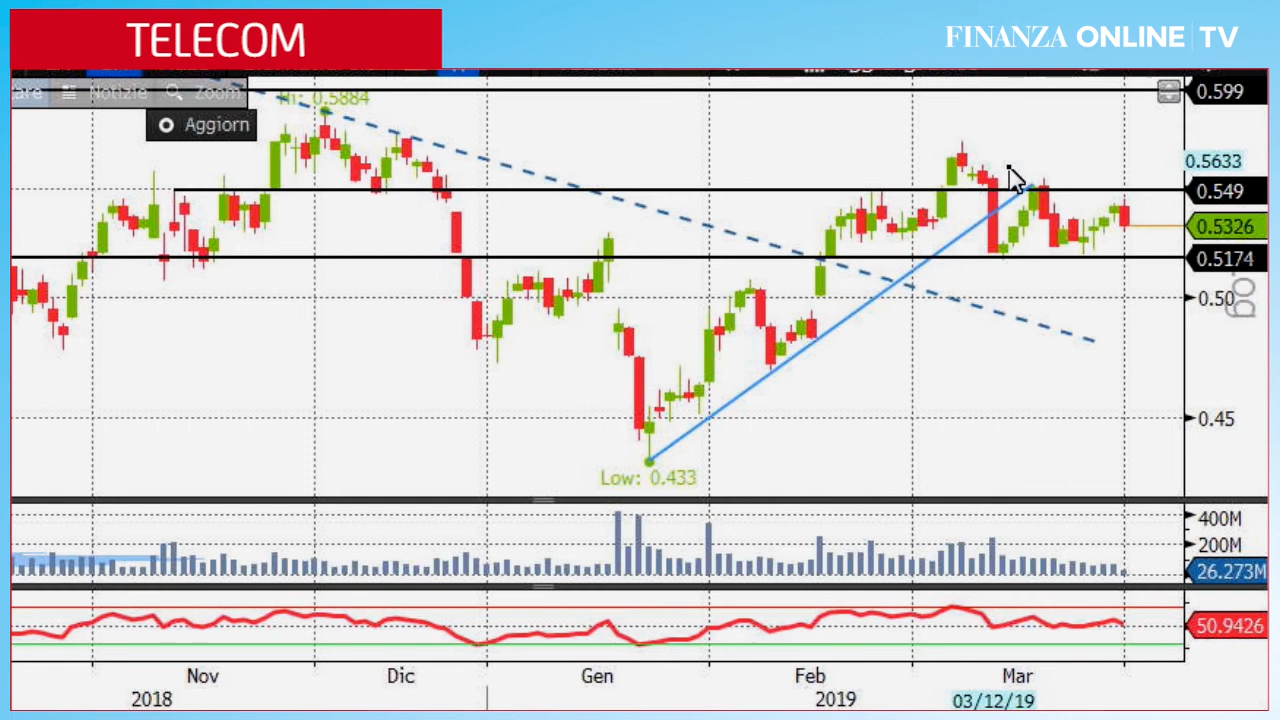 TELECOM
FINANZA ONLINE TV
are Notizie Zoom
Hi: 0.5884
Aggiorn
0.599
0.5633
0.549
0.5326
0.5174
0.50
0.45
Low: 0.433
400M
200M
26.273M
50.9426
Nov Dic Gen Feb Mar
2018 2019 03/12/19